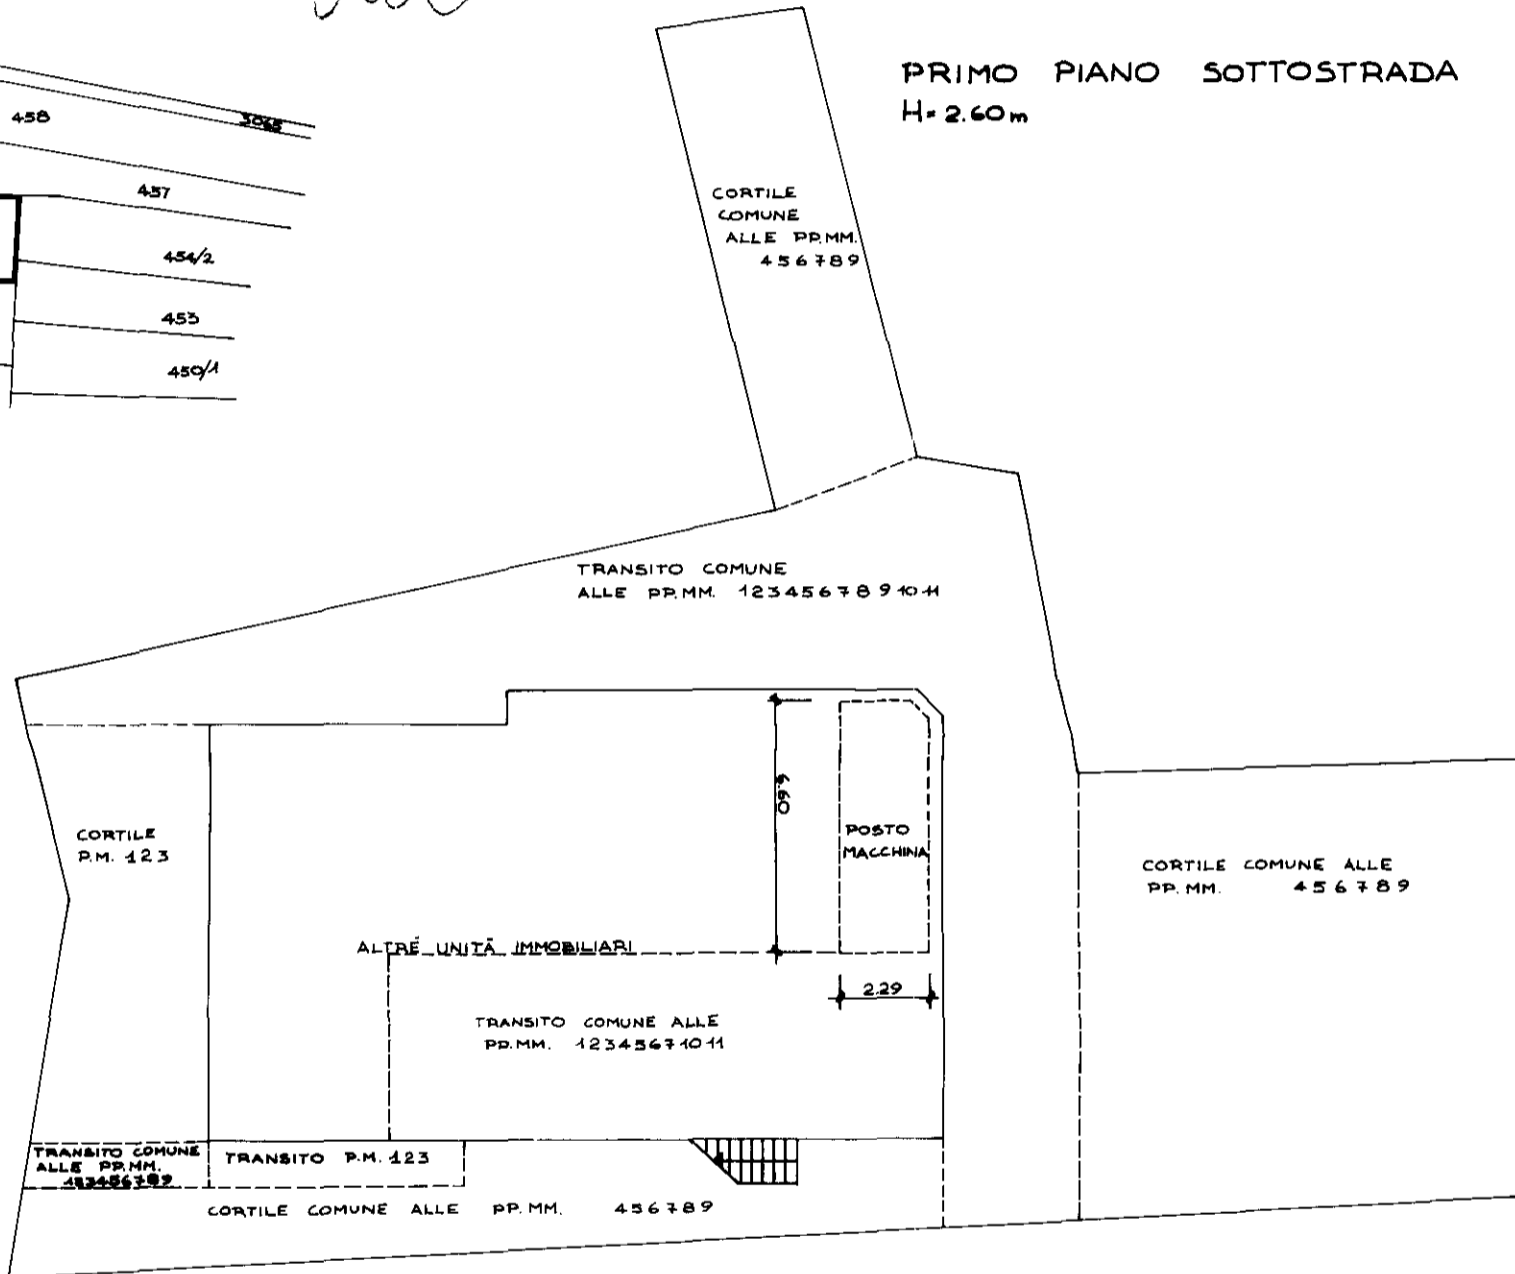 PRIMO PIANO SOTTOSTRADA
H=2.60m
458
3065
457
454/2
453
450/1
CORTILE
COMUNE
ALLE PP.MM.
456789
TRANSITO COMUNE
ALLE PP.MM. 1234567891011
CORTILE
P.M. 123
6.60
POSTO
MACCHINA
CORTILE COMUNE ALLE
PP.MM. 456789
ALTRE UNITÀ IMMOBILIARI
2.29
TRANSITO COMUNE ALLE
PP.MM. 12345671011
TRANSITO COMUNE
ALLE PP.MM.
123456789
TRANSITO P.M. 123
CORTILE COMUNE ALLE PP.MM. 456789